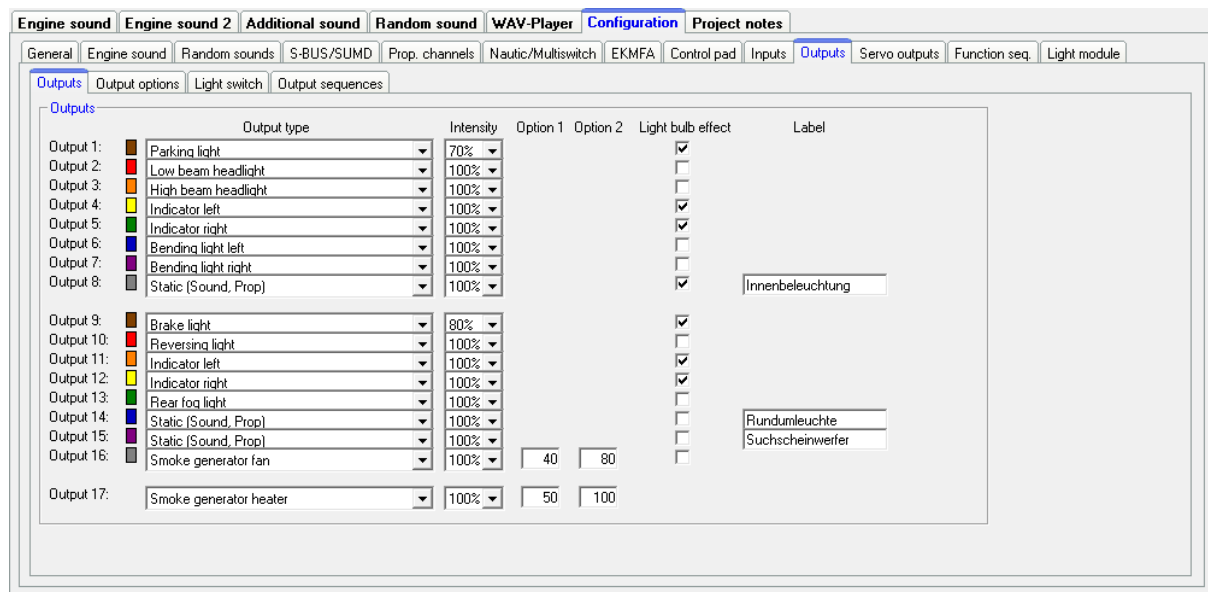 Engine sound Engine sound 2 Additional sound Random sound WAV-Player Configuration Project notes
General Engine sound Random sounds S-BUS/SUMD Prop. channels Nautic/Multiswitch EKMFA Control pad Inputs Outputs Servo outputs Function seq. Light module
Outputs Output options Light switch Output sequences
Outputs
Output type Intensity Option 1 Option 2 Light bulb effect Label
Output 1: Parking light 70%
Output 2: Low beam headlight 100%
Output 3: High beam headlight 100%
Output 4: Indicator left 100%
Output 5: Indicator right 100%
Output 6: Bending light left 100%
Output 7: Bending light right 100%
Output 8: Static (Sound, Prop) 100% Innenbeleuchtung
Output 9: Brake light 80%
Output 10: Reversing light 100%
Output 11: Indicator left 100%
Output 12: Indicator right 100%
Output 13: Rear fog light 100%
Output 14: Static (Sound, Prop) 100% Rundumleuchte
Output 15: Static (Sound, Prop) 100% Suchscheinwerfer
Output 16: Smoke generator fan 100% 40 80
Output 17: Smoke generator heater 100% 50 100